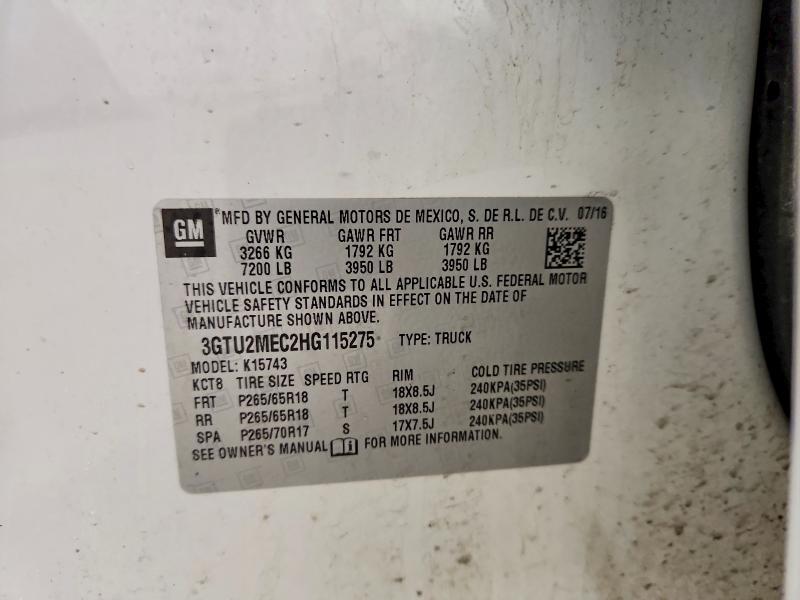 GM ®MFD BY GENERAL MOTORS DE MEXICO, S. DE R.L. DE C.V. 07/16
GVWR GAWR FRT GAWR RR
3266 KG 1792 KG 1792 KG
7200 LB 3950 LB 3950 LB
THIS VEHICLE CONFORMS TO ALL APPLICABLE U.S. FEDERAL MOTOR
VEHICLE SAFETY STANDARDS IN EFFECT ON THE DATE OF
MANUFACTURE SHOWN ABOVE.
3GTU2MEC2HG115275 TYPE: TRUCK
MODEL: K15743
KCT8 TIRE SIZE SPEED RTG RIM COLD TIRE PRESSURE
FRT P265/65R18 T 18X8.5J 240KPA(35PSI)
RR P265/65R18 T 18X8.5J 240KPA(35PSI)
SPA P265/70R17 S 17X7.5J 240KPA(35PSI)
SEE OWNER'S MANUAL i FOR MORE INFORMATION.